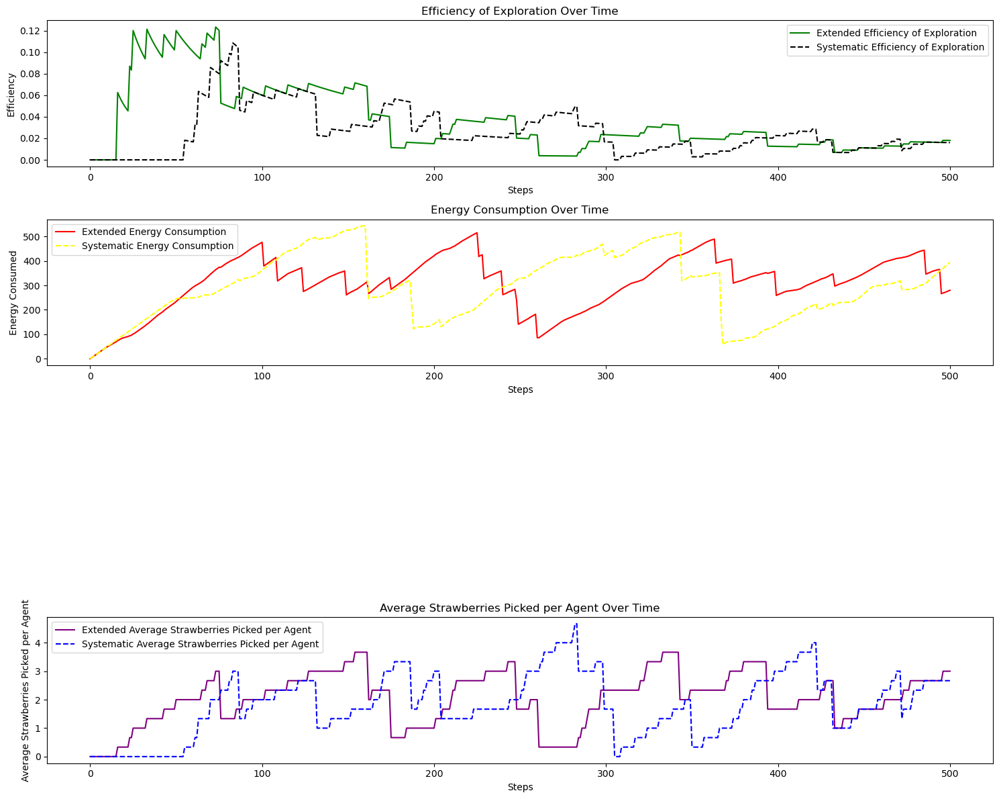 Efficiency of Exploration Over Time
Efficiency
0.12
0.10
0.08
0.06
0.04
0.02
0.00
Extended Efficiency of Exploration
Systematic Efficiency of Exploration
0 100 200 300 400 500
Steps
Energy Consumption Over Time
Energy Consumed
500
400
300
200
100
0
Extended Energy Consumption
Systematic Energy Consumption
0 100 200 300 400 500
Steps
Average Strawberries Picked per Agent Over Time
Average Strawberries Picked per Agent
4
3
2
1
0
Extended Average Strawberries Picked per Agent
Systematic Average Strawberries Picked per Agent
0 100 200 300 400 500
Steps